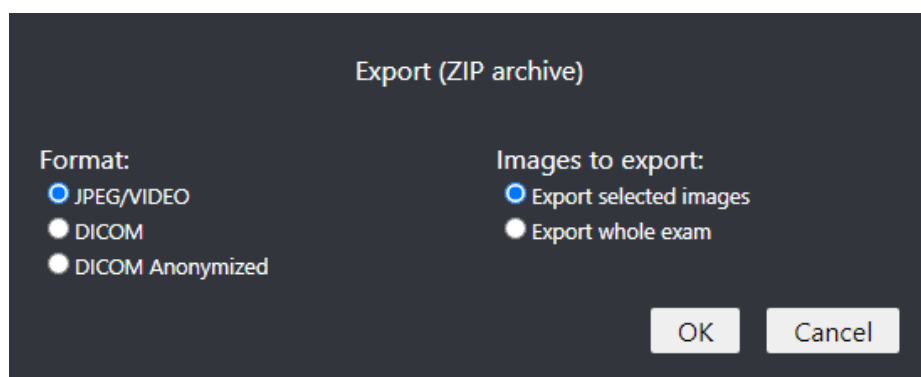 Export (ZIP archive)
Format:
JPEG/VIDEO
DICOM
DICOM Anonymized
Images to export:
Export selected images
Export whole exam
OK
Cancel